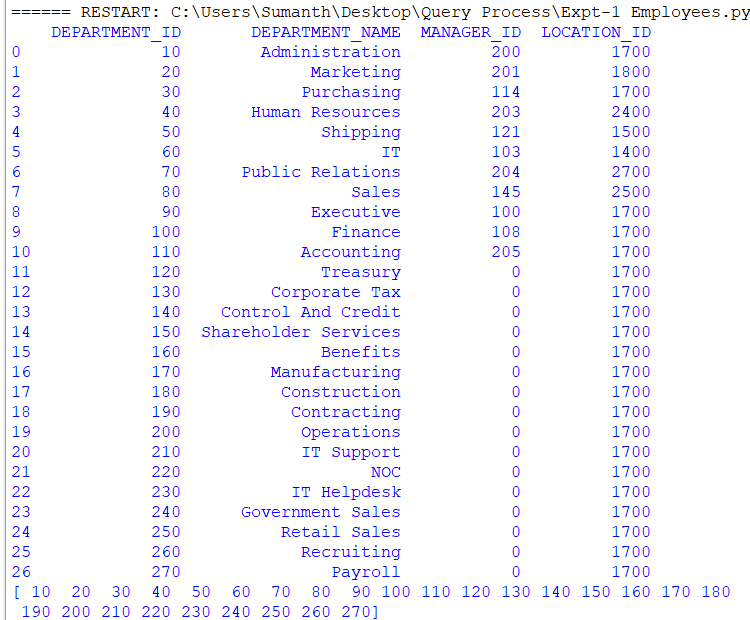 ====== RESTART: C:\Users\Sumanth\Desktop\Query Process\Expt-1 Employees.py
    DEPARTMENT_ID       DEPARTMENT_NAME  MANAGER_ID  LOCATION_ID
0              10        Administration         200         1700
1              20             Marketing         201         1800
2              30            Purchasing         114         1700
3              40       Human Resources         203         2400
4              50              Shipping         121         1500
5              60                    IT         103         1400
6              70      Public Relations         204         2700
7              80                 Sales         145         2500
8              90             Executive         100         1700
9             100               Finance         108         1700
10            110            Accounting         205         1700
11            120              Treasury           0         1700
12            130         Corporate Tax           0         1700
13            140    Control And Credit           0         1700
14            150  Shareholder Services           0         1700
15            160              Benefits           0         1700
16            170         Manufacturing           0         1700
17            180          Construction           0         1700
18            190           Contracting           0         1700
19            200            Operations           0         1700
20            210            IT Support           0         1700
21            220                   NOC           0         1700
22            230           IT Helpdesk           0         1700
23            240      Government Sales           0         1700
24            250          Retail Sales           0         1700
25            260            Recruiting           0         1700
26            270               Payroll           0         1700
[ 10  20  30  40  50  60  70  80  90 100 110 120 130 140 150 160 170 180
 190 200 210 220 230 240 250 260 270]